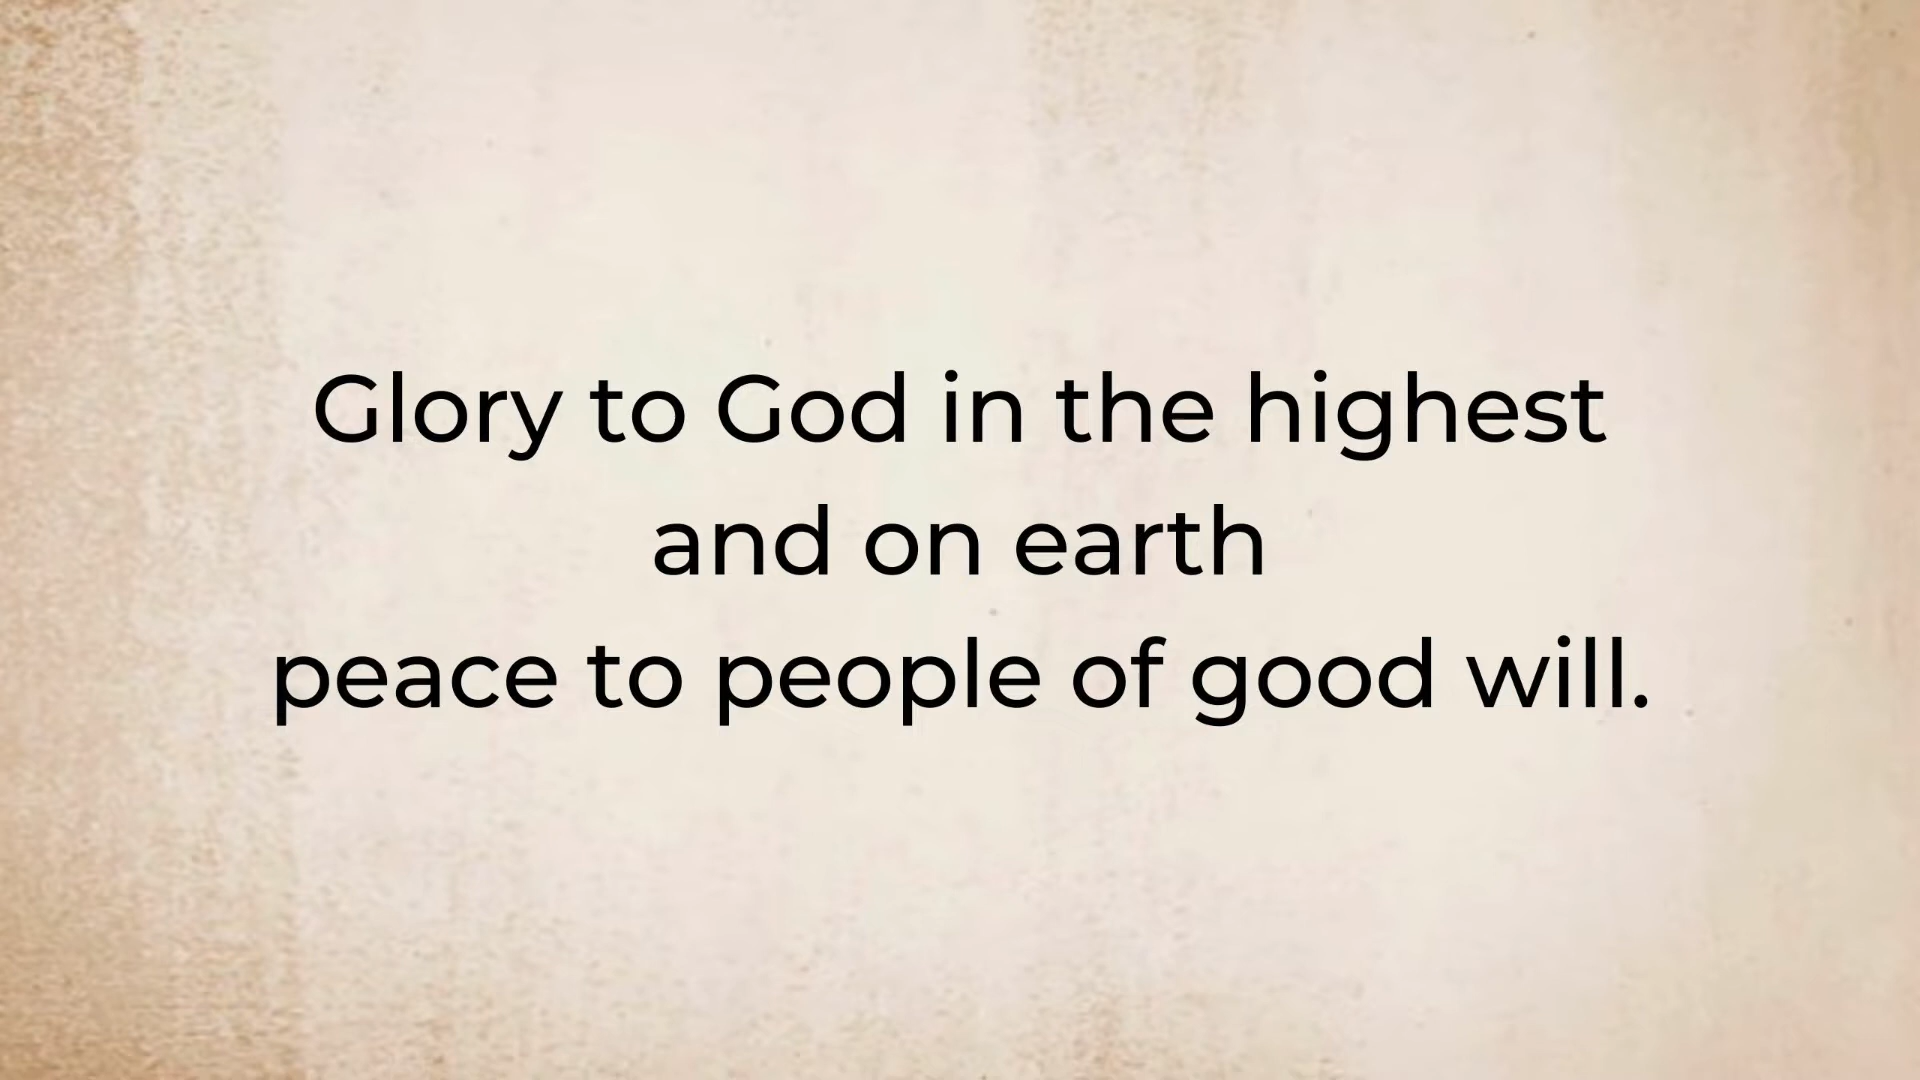 Glory to God in the highest
and on earth
peace to people of good will.